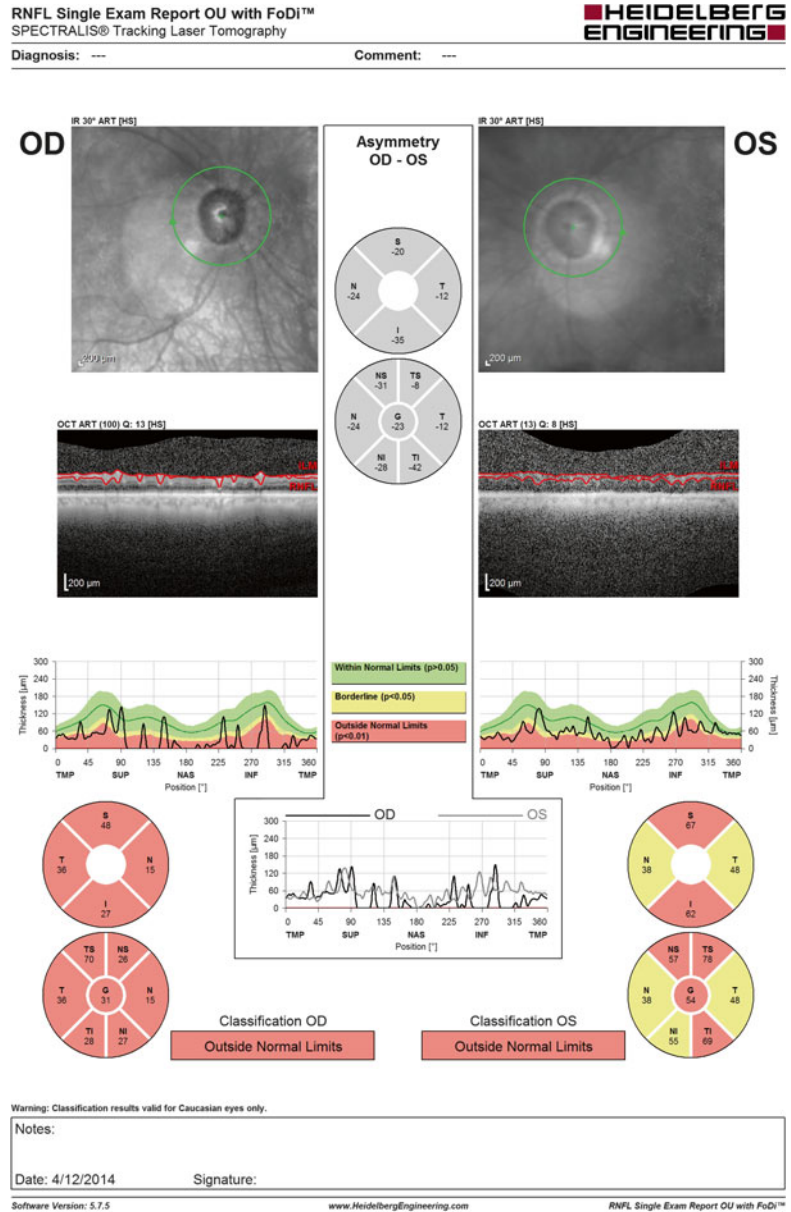 RNFL Single Exam Report OU with FoDi™
SPECTRALIS® Tracking Laser Tomography
HEIDELBERG
ENGINEERING
Diagnosis: ---
Comment: ---
IR 30° ART [HS]
OD
Asymmetry
OD - OS
IR 30° ART [HS]
OS
200 µm
200 µm
S
-20
N
-24
T
-12
I
-35
NS
-31
TS
-8
N
-24
G
-23
T
-12
NI
-28
TI
-42
OCT ART (100) Q: 13 [HS]
ILM
RNFL
200 µm
OCT ART (13) Q: 8 [HS]
ILM
RNFL
200 µm
Thickness [µm]
300
240
180
120
60
0
0 45 90 135 180 225 270 315 360
TMP SUP NAS INF TMP
Position [°]
Within Normal Limits (p>0.05)
Borderline (p<0.05)
Outside Normal Limits
(p<0.01)
300
240
180
120
60
0
Thickness [µm]
0 45 90 135 180 225 270 315 360
TMP SUP NAS INF TMP
Position [°]
S
48
T
36
N
15
I
27
TS
70
NS
26
T
36
G
31
N
15
TI
28
NI
27
OD
OS
Thickness [µm]
300
240
180
120
60
0
0 45 90 135 180 225 270 315 360
TMP SUP NAS INF TMP
Position [°]
S
67
N
38
T
48
I
62
NS
57
TS
78
N
38
G
54
T
48
NI
55
TI
69
Classification OD
Outside Normal Limits
Classification OS
Outside Normal Limits
Warning: Classification results valid for Caucasian eyes only.
Notes:
Date: 4/12/2014
Signature:
Software Version: 5.7.5
www.HeidelbergEngineering.com
RNFL Single Exam Report OU with FoDi™